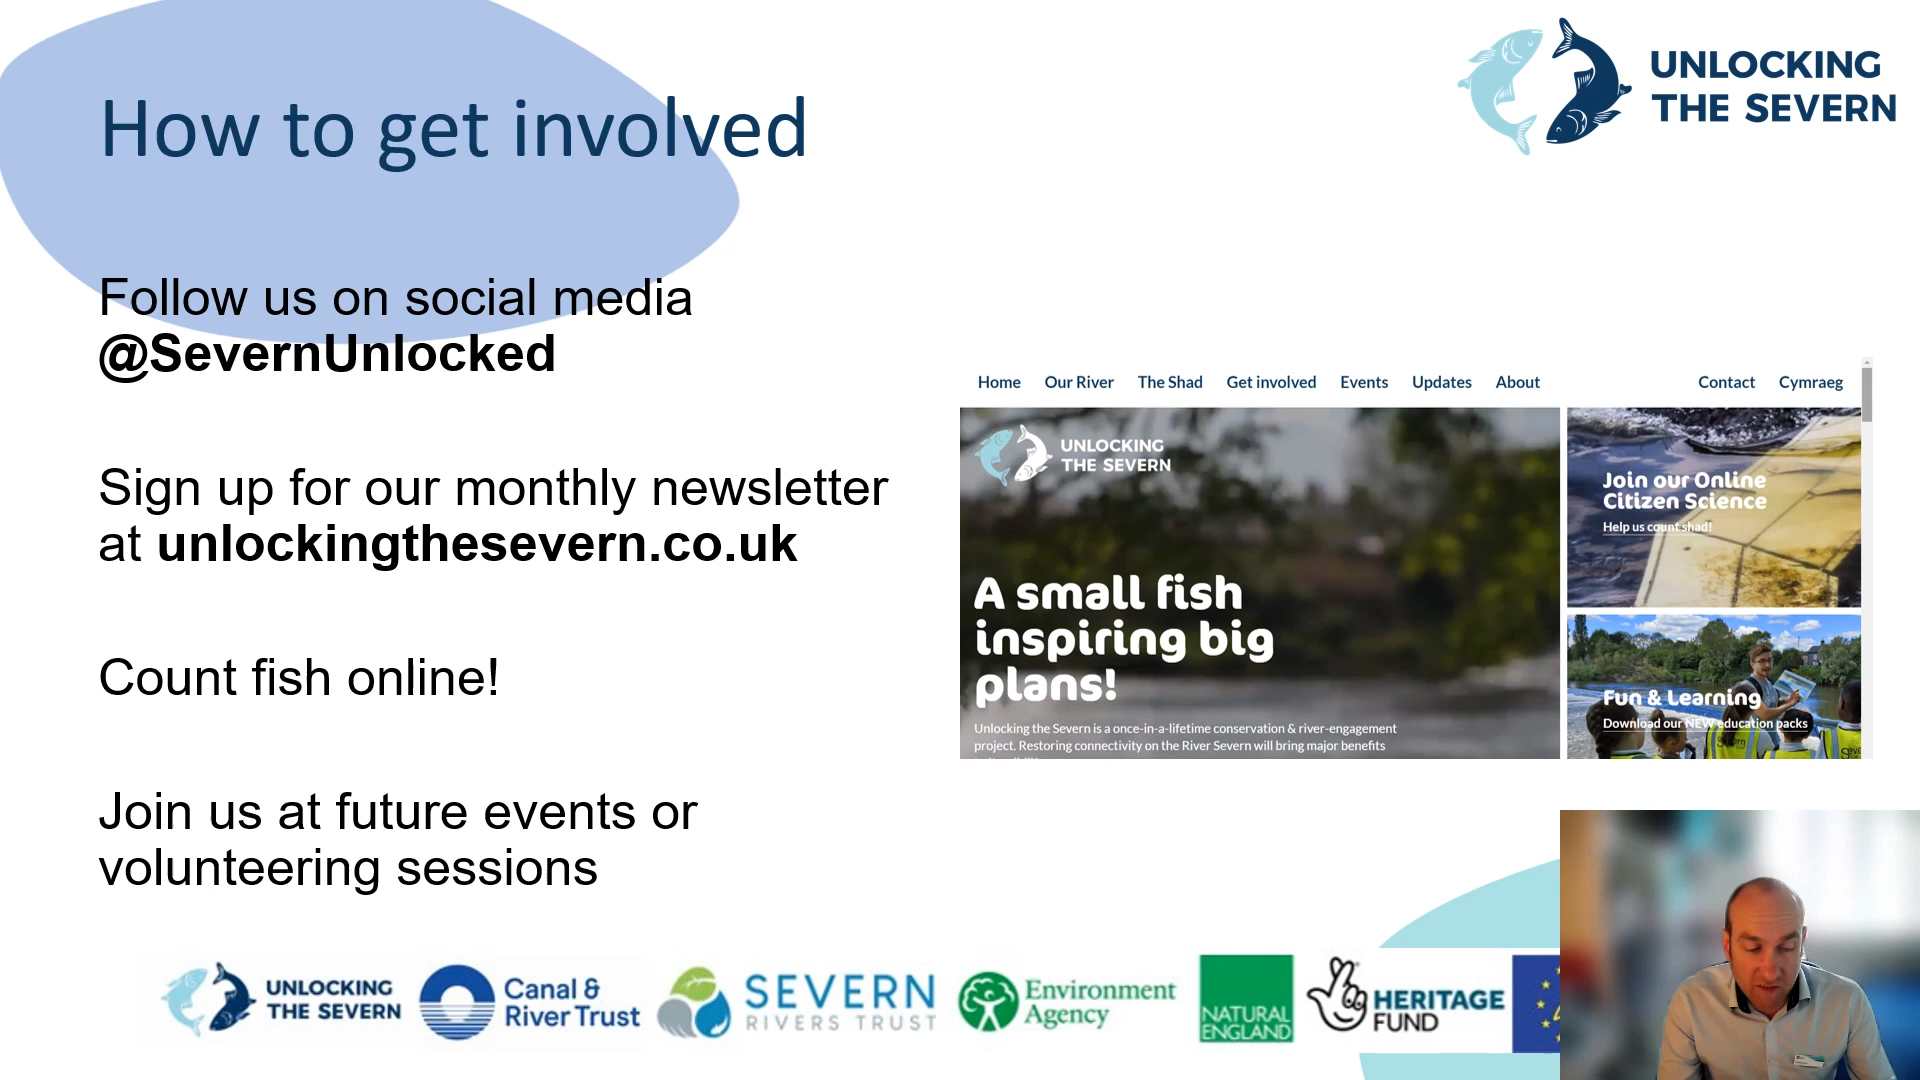 How to get involved
UNLOCKING
THE SEVERN
Follow us on social media
@SevernUnlocked
Sign up for our monthly newsletter
at unlockingthesevern.co.uk
Count fish online!
Join us at future events or
volunteering sessions
Home Our River The Shad Get involved Events Updates About Contact Cymraeg
UNLOCKING
THE SEVERN
A small fish
inspiring big
plans!
Unlocking the Severn is a once-in-a-lifetime conservation & river-engagement
project. Restoring connectivity on the River Severn will bring major benefits
Join our Online
Citizen Science
Help us count shad!
Fun & Learning
Download our NEW education packs
UNLOCKING
THE SEVERN
Canal &
River Trust
SEVERN
RIVERS TRUST
Environment
Agency
NATURAL
ENGLAND
HERITAGE
FUND